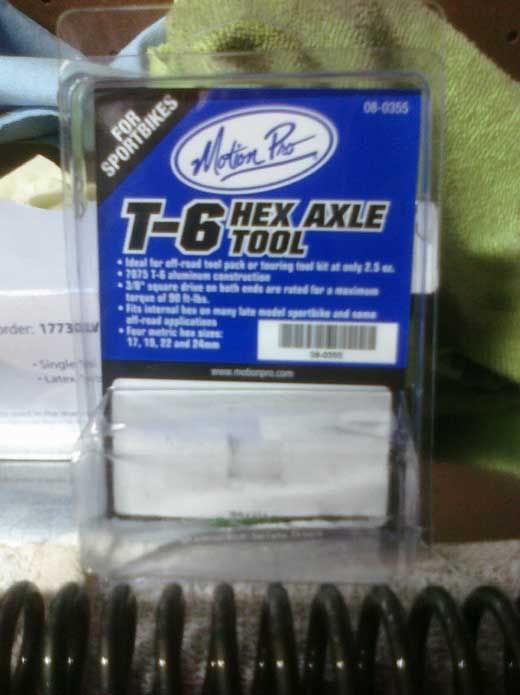 08-0355
FOR
SPORTBIKES
Motion Pro
T-6 HEX AXLE
TOOL
• Ideal for off-road tool pack or touring tool kit at only 2.5 oz.
• 7075 T-6 aluminum construction
• 3/8" square drive on both ends are rated for a maximum
torque of 90 ft-lbs.
• Fits internal hex on many late model sportbike and some
off-road applications
• Four metric hex sizes:
17, 19, 22 and 24mm
08-0355
www.motionpro.com
order: 17730
• Single
• Latex